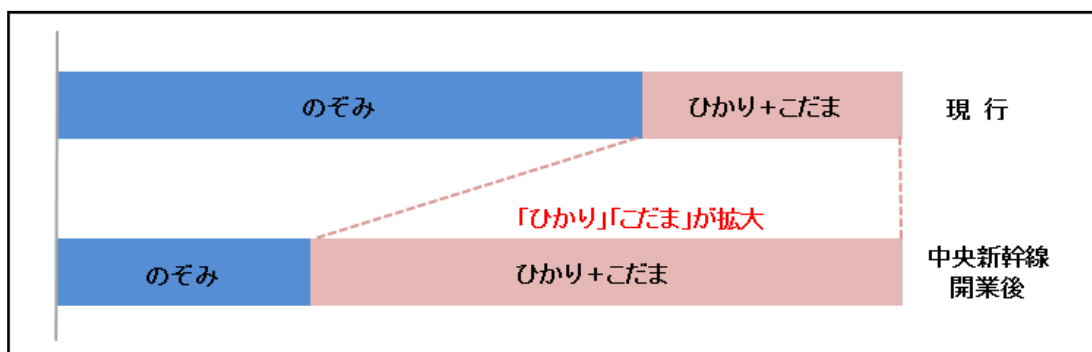 のぞみ
ひかり+こだま
現 行
「ひかり」「こだま」が拡大
のぞみ
ひかり+こだま
中央新幹線
開業後